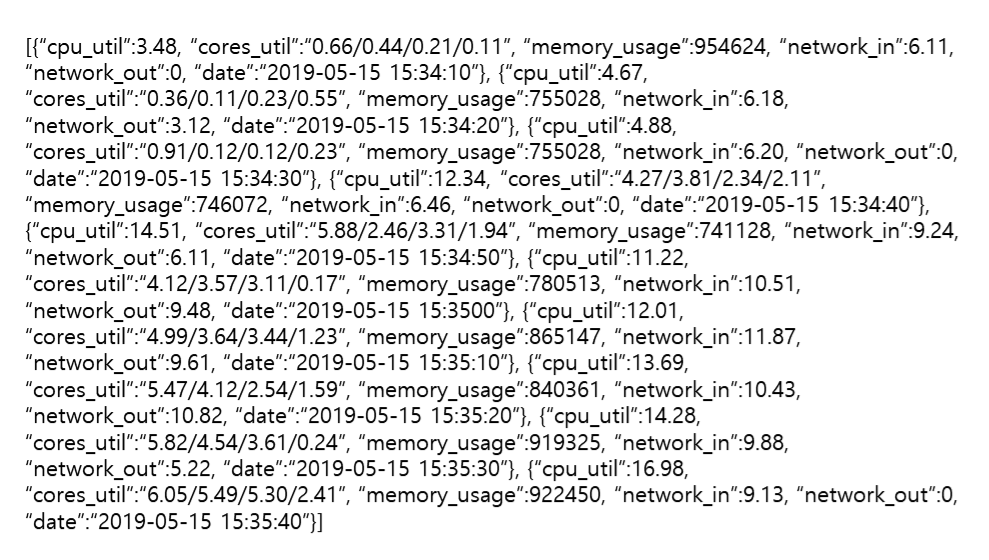 [{“cpu_util”:3.48, “cores_util”:“0.66/0.44/0.21/0.11”, “memory_usage”:954624, “network_in”:6.11,
“network_out”:0, “date”:“2019-05-15 15:34:10”}, {“cpu_util”:4.67,
“cores_util”:“0.36/0.11/0.23/0.55”, “memory_usage”:755028, “network_in”:6.18,
“network_out”:3.12, “date”:“2019-05-15 15:34:20”}, {“cpu_util”:4.88,
“cores_util”:“0.91/0.12/0.12/0.23”, “memory_usage”:755028, “network_in”:6.20, “network_out”:0,
“date”:“2019-05-15 15:34:30”}, {“cpu_util”:12.34, “cores_util”:“4.27/3.81/2.34/2.11”,
“memory_usage”:746072, “network_in”:6.46, “network_out”:0, “date”:“2019-05-15 15:34:40”},
{“cpu_util”:14.51, “cores_util”:“5.88/2.46/3.31/1.94”, “memory_usage”:741128, “network_in”:9.24,
“network_out”:6.11, “date”:“2019-05-15 15:34:50”}, {“cpu_util”:11.22,
“cores_util”:“4.12/3.57/3.11/0.17”, “memory_usage”:780513, “network_in”:10.51,
“network_out”:9.48, “date”:“2019-05-15 15:3500”}, {“cpu_util”:12.01,
“cores_util”:“4.99/3.64/3.44/1.23”, “memory_usage”:865147, “network_in”:11.87,
“network_out”:9.61, “date”:“2019-05-15 15:35:10”}, {“cpu_util”:13.69,
“cores_util”:“5.47/4.12/2.54/1.59”, “memory_usage”:840361, “network_in”:10.43,
“network_out”:10.82, “date”:“2019-05-15 15:35:20”}, {“cpu_util”:14.28,
“cores_util”:“5.82/4.54/3.61/0.24”, “memory_usage”:919325, “network_in”:9.88,
“network_out”:5.22, “date”:“2019-05-15 15:35:30”}, {“cpu_util”:16.98,
“cores_util”:“6.05/5.49/5.30/2.41”, “memory_usage”:922450, “network_in”:9.13, “network_out”:0,
“date”:“2019-05-15 15:35:40”}]